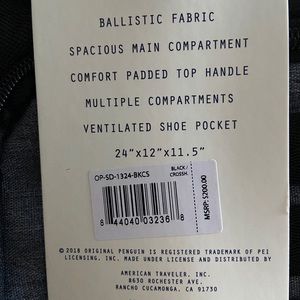 BALLISTIC FABRIC
SPACIOUS MAIN COMPARTMENT
COMFORT PADDED TOP HANDLE
MULTIPLE COMPARTMENTS
VENTILATED SHOE POCKET
24"x12"x11.5"
OP-SD-1324-BKCS
BLACK/
CROSSH.
8 44040 03236 8
MSRP: $200.00
© 2018 ORIGINAL PENGUIN IS REGISTERED TRADEMARK OF PEI
LICENSING, INC. MADE UNDER LICENSE AND DISTRIBUTED BY
AMERICAN TRAVELER, INC.
8630 ROCHESTER AVE.
RANCHO CUCAMONGA, CA 91730